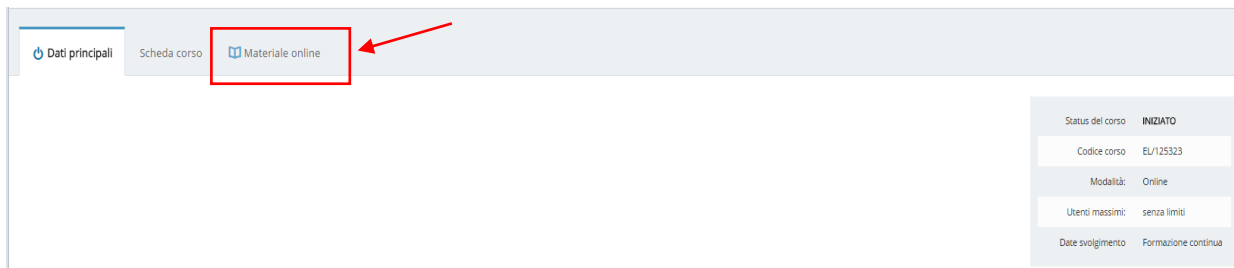 Dati principali Scheda corso Materiale online
Status del corso INIZIATO
Codice corso EL/125323
Modalità: Online
Utenti massimi: senza limiti
Date svolgimento Formazione continua